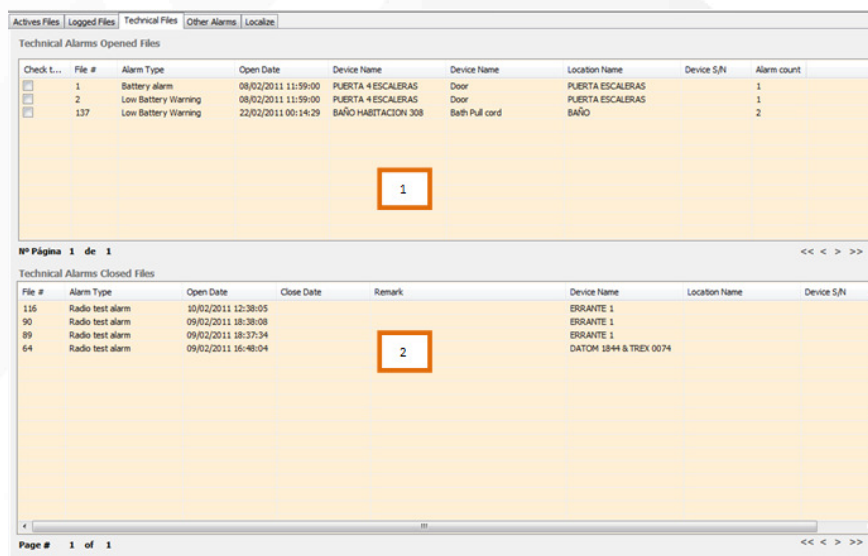 Actives Files Logged Files Technical Files Other Alarms Localize
Technical Alarms Opened Files
Check t... File # Alarm Type Open Date Device Name Device Name Location Name Device S/N Alarm count
1 Battery alarm 08/02/2011 11:59:00 PUERTA 4 ESCALERAS Door PUERTA ESCALERAS 1
2 Low Battery Warning 08/02/2011 11:59:00 PUERTA 4 ESCALERAS Door PUERTA ESCALERAS 1
137 Low Battery Warning 22/02/2011 00:14:29 BAÑO HABITACION 308 Bath Pull cord BAÑO 2
1
Nº Página 1 de 1 << < > >>
Technical Alarms Closed Files
File # Alarm Type Open Date Close Date Remark Device Name Location Name Device S/N
116 Radio test alarm 10/02/2011 12:38:05 ERRANTE 1
90 Radio test alarm 09/02/2011 18:38:08 ERRANTE 1
89 Radio test alarm 09/02/2011 18:37:34 ERRANTE 1
64 Radio test alarm 09/02/2011 16:48:04 DATOM 1844 & TREX 0074
2
Page # 1 of 1 << < > >>